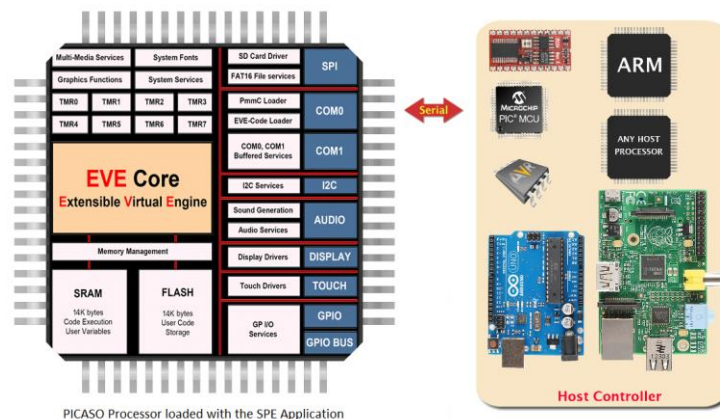 Multi-Media Services
System Fonts
Graphics Functions
System Services
TMR0
TMR1
TMR2
TMR3
TMR4
TMR5
TMR6
TMR7
EVE Core
Extensible Virtual Engine
Memory Management
SRAM
14K bytes
Code Execution
User Variables
FLASH
14K bytes
User Code
Storage
SD Card Driver
FAT16 File services
SPI
PmmC Loader
EVE-Code Loader
COM0
COM0, COM1
Buffered Services
COM1
I2C Services
I2C
Sound Generation
Audio Services
AUDIO
Display Drivers
DISPLAY
Touch Drivers
TOUCH
GP I/O
Services
GPIO
GPIO BUS
PICASO Processor loaded with the SPE Application
Serial
ARM
MICROCHIP
PIC® MCU
ANY HOST
PROCESSOR
AVR
ARDUINO
UNO
Host Controller